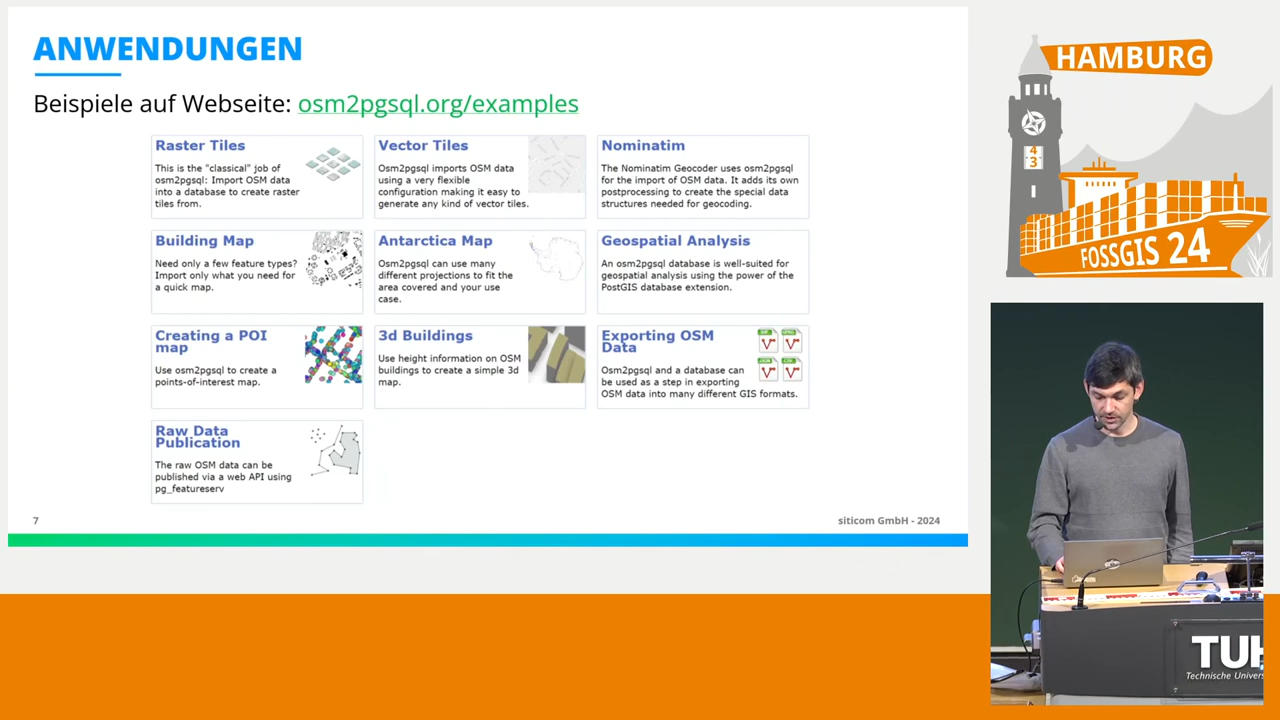 ANWENDUNGEN
Beispiele auf Webseite: osm2pgsql.org/examples
Raster Tiles
This is the "classical" job of
osm2pgsql: Import OSM data
into a database to create raster
tiles from.
Vector Tiles
Osm2pgsql imports OSM data
using a very flexible
configuration making it easy to
generate any kind of vector tiles.
Nominatim
The Nominatim Geocoder uses osm2pgsql
for the import of OSM data. It adds its own
postprocessing to create the special data
structures needed for geocoding.
Building Map
Need only a few feature types?
Import only what you need for
a quick map.
Antarctica Map
Osm2pgsql can use many
different projections to fit the
area covered and your use
case.
Geospatial Analysis
An osm2pgsql database is well-suited for
geospatial analysis using the power of the
PostGIS database extension.
Creating a POI
map
Use osm2pgsql to create a
points-of-interest map.
3d Buildings
Use height information on OSM
buildings to create a simple 3d
map.
Exporting OSM
Data
Osm2pgsql and a database can
be used as a step in exporting
OSM data into many different GIS formats.
Raw Data
Publication
The raw OSM data can be
published via a web API using
pg_featureserv
7
siticom GmbH - 2024
HAMBURG
4
3
FOSSGIS 24
TUH
Technische Univers